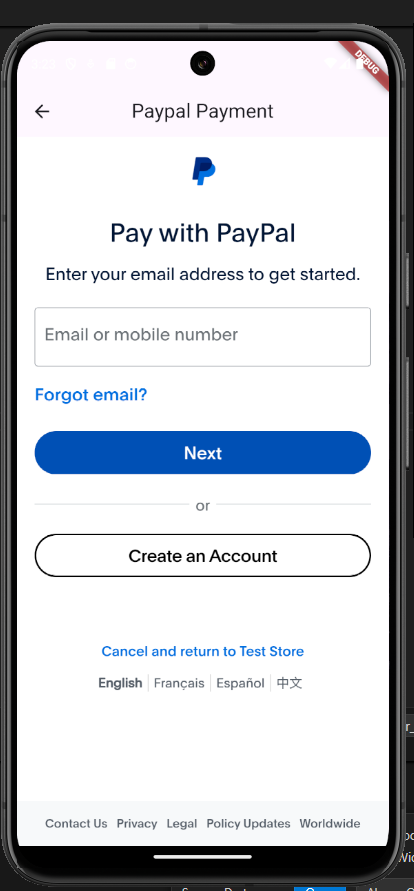 DEBUG
Paypal Payment
Pay with PayPal
Enter your email address to get started.
Email or mobile number
Forgot email?
Next
or
Create an Account
Cancel and return to Test Store
English Français Español 中文
Contact Us Privacy Legal Policy Updates Worldwide